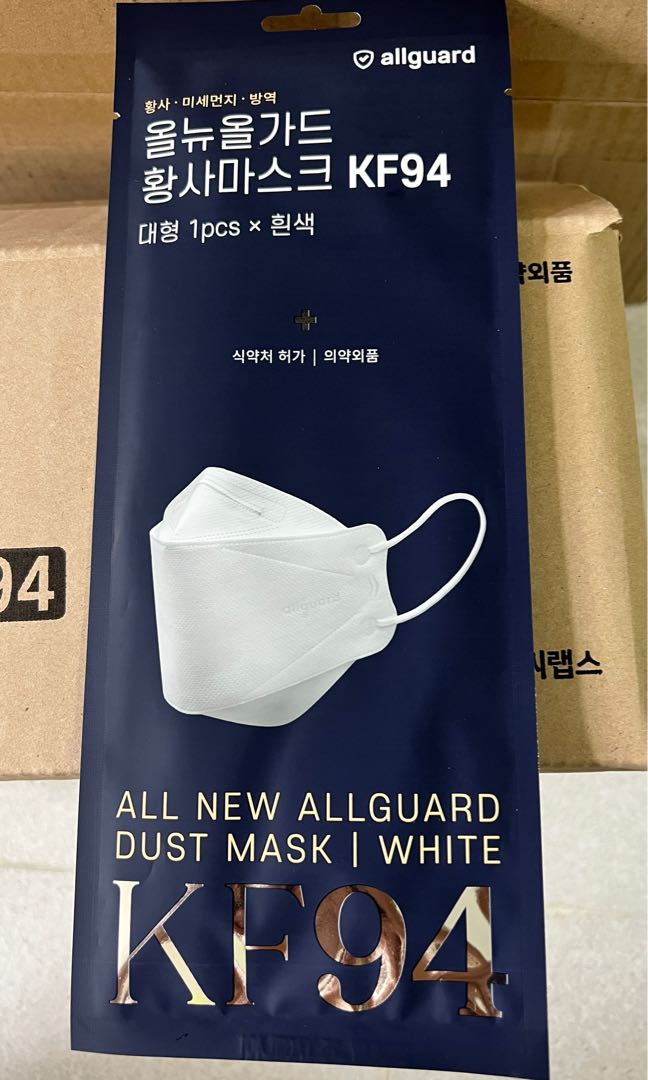 allguard
황사 · 미세먼지 · 방역
올뉴올가드
황사마스크 KF94
대형 1pcs × 흰색
식약처 허가 | 의약외품
allguard
ALL NEW ALLGUARD
DUST MASK | WHITE
KF94
약외품
94
랩스